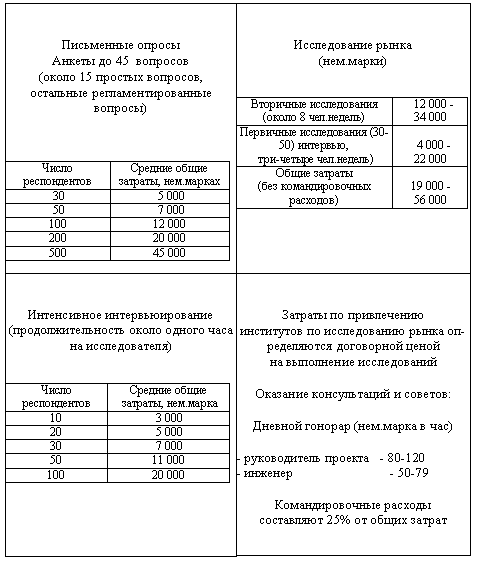 Письменные опросы
Анкеты до 45 вопросов
(около 15 простых вопросов,
остальные регламентированные
вопросы)
Число респондентов Средние общие затраты, нем.марках
30 5 000
50 7 000
100 12 000
200 20 000
500 45 000
Исследование рынка
(нем.марки)
Вторичные исследования (около 8 чел.недель) 12 000 - 34 000
Первичные исследования (30-50) интервью, три-четыре чел.недель) 4 000 - 22 000
Общие затраты (без командировочных расходов) 19 000 - 56 000
Интенсивное интервьюирование
(продолжительность около одного часа
на исследователя)
Число респондентов Средние общие затраты, нем.марка
10 3 000
20 5 000
30 7 000
50 11 000
100 20 000
Затраты по привлечению
институтов по исследованию рынка оп-
ределяются договорной ценой
на выполнение исследований
Оказание консультаций и советов:
Дневной гонорар (нем.марка в час)
- руководитель проекта - 80-120
- инженер - 50-79
Командировочные расходы
составляют 25% от общих затрат